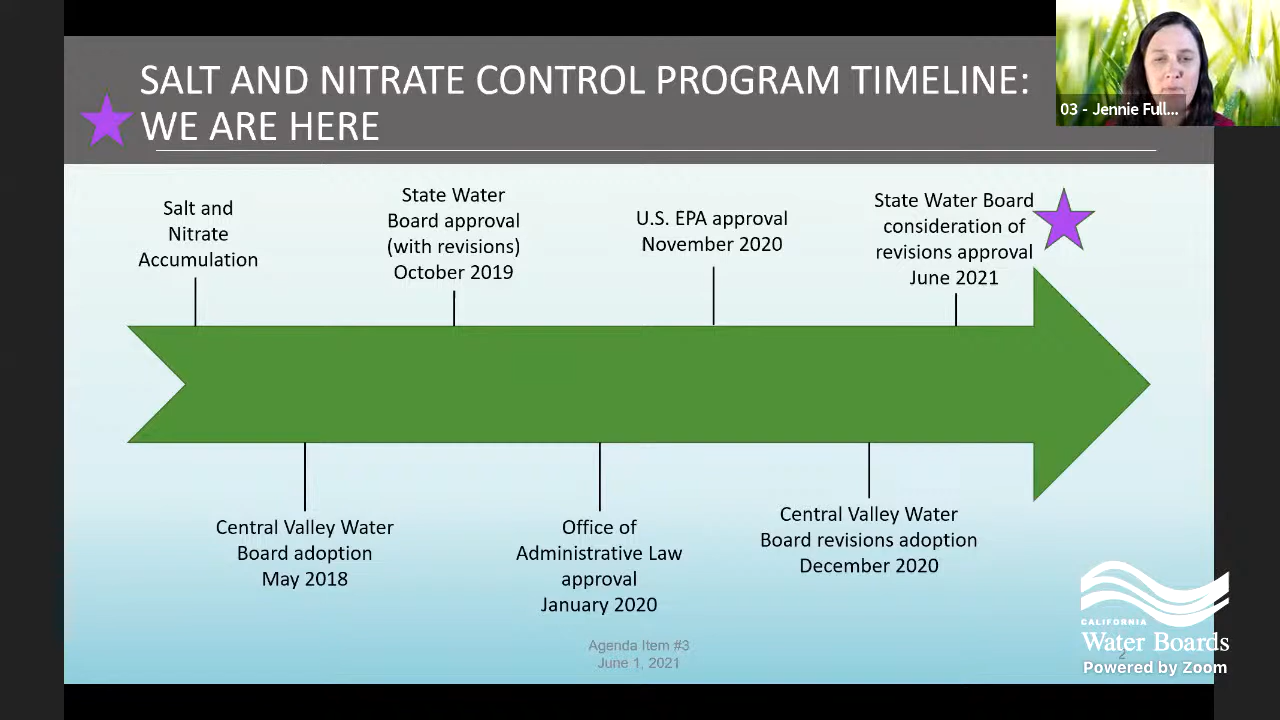 SALT AND NITRATE CONTROL PROGRAM TIMELINE:
WE ARE HERE
03 - Jennie Full...
Salt and
Nitrate
Accumulation
State Water
Board approval
(with revisions)
October 2019
U.S. EPA approval
November 2020
State Water Board
consideration of
revisions approval
June 2021
Central Valley Water
Board adoption
May 2018
Office of
Administrative Law
approval
January 2020
Central Valley Water
Board revisions adoption
December 2020
Agenda Item #3
June 1, 2021
CALIFORNIA
Water Boards
2
Powered by Zoom